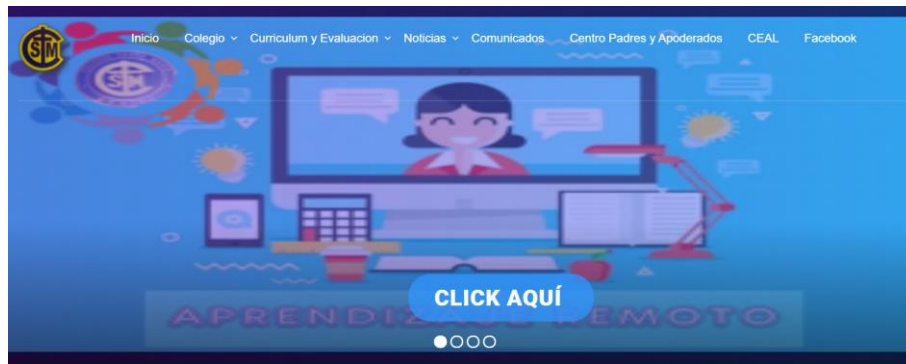 Inicio Colegio Curriculum y Evaluacion Noticias Comunicados Centro Padres y Apoderados CEAL Facebook
CLICK AQUÍ
APRENDIZAJE REMOTO